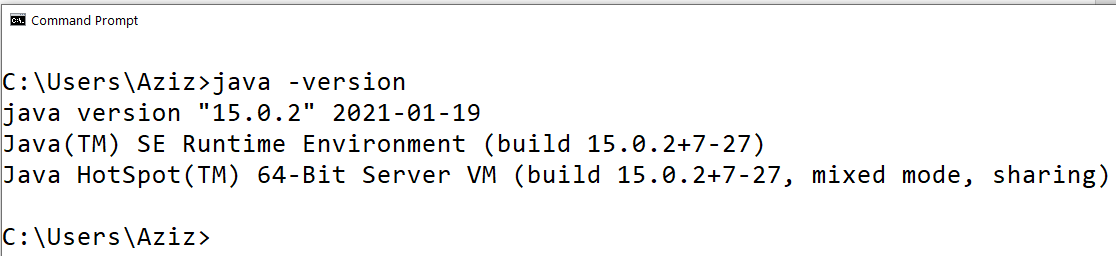 Command Prompt
C:\Users\Aziz>java -version
java version "15.0.2" 2021-01-19
Java(TM) SE Runtime Environment (build 15.0.2+7-27)
Java HotSpot(TM) 64-Bit Server VM (build 15.0.2+7-27, mixed mode, sharing)
C:\Users\Aziz>